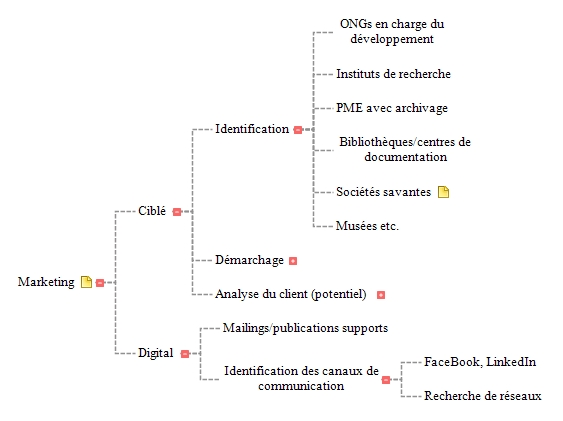 ONGs en charge du
développement
Instituts de recherche
PME avec archivage
Identification
Bibliothèques/centres de
documentation
Sociétés savantes
Ciblé
Musées etc.
Démarchage
Marketing
Analyse du client (potentiel)
Mailings/publications supports
Digital
FaceBook, LinkedIn
Identification des canaux de
communication
Recherche de réseaux